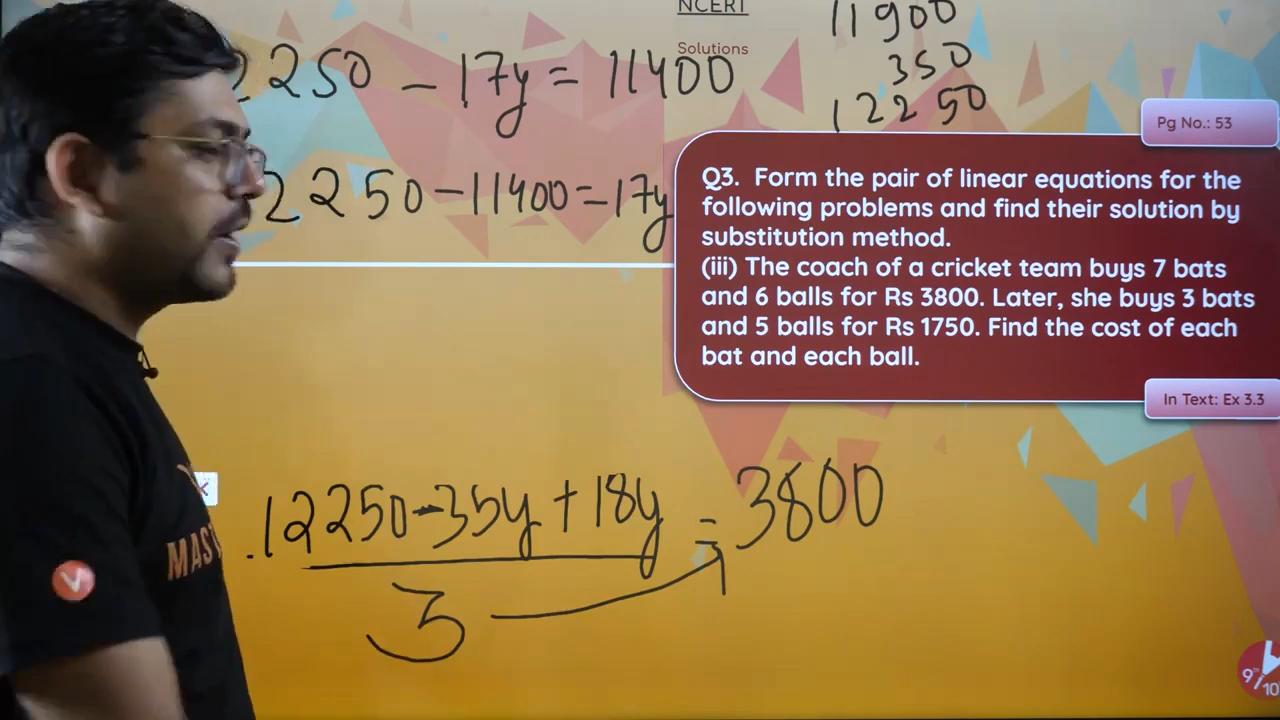 NCERT
Solutions
2250 - 17y = 11400
11900
350
12250
2250 - 11400 = 17y
Pg No.: 53
Q3. Form the pair of linear equations for the
following problems and find their solution by
substitution method.
(iii) The coach of a cricket team buys 7 bats
and 6 balls for Rs 3800. Later, she buys 3 bats
and 5 balls for Rs 1750. Find the cost of each
bat and each ball.
In Text: Ex 3.3
12250 - 35y + 18y = 3800
3
MAS
V
9
10